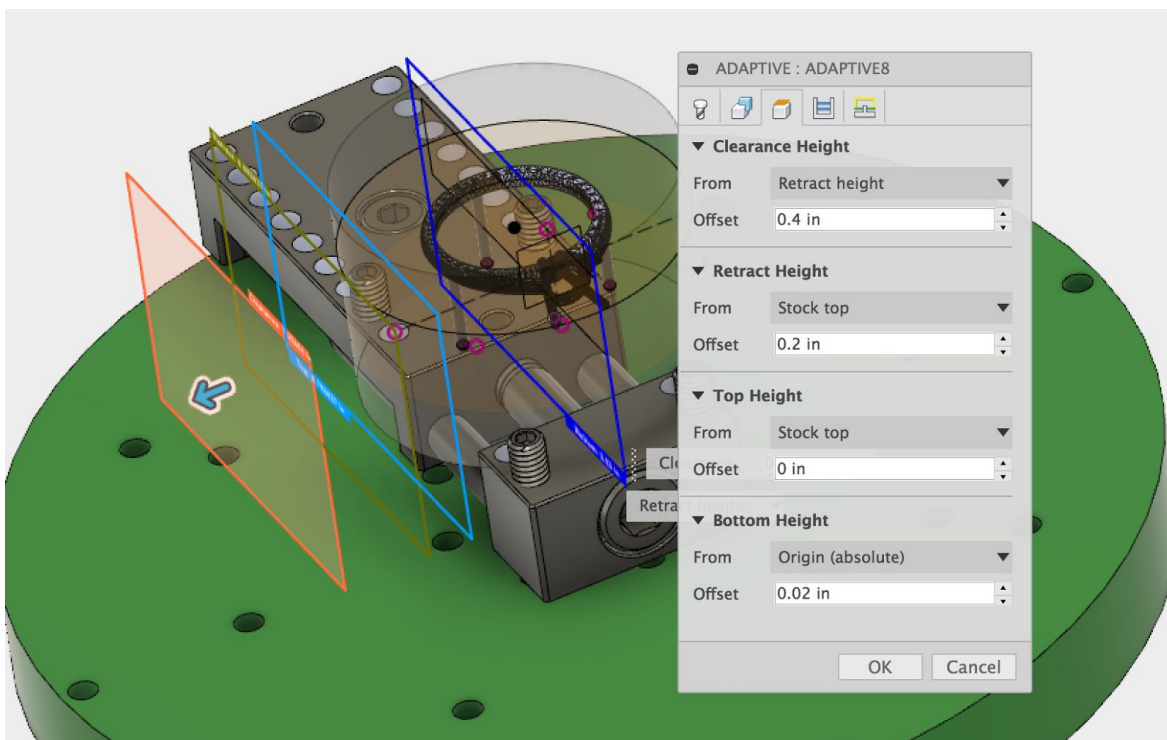 ADAPTIVE : ADAPTIVE8
Clearance Height
From Retract height
Offset 0.4 in
Retract Height
From Stock top
Offset 0.2 in
Top Height
From Stock top
Offset 0 in
Bottom Height
From Origin (absolute)
Offset 0.02 in
OK Cancel